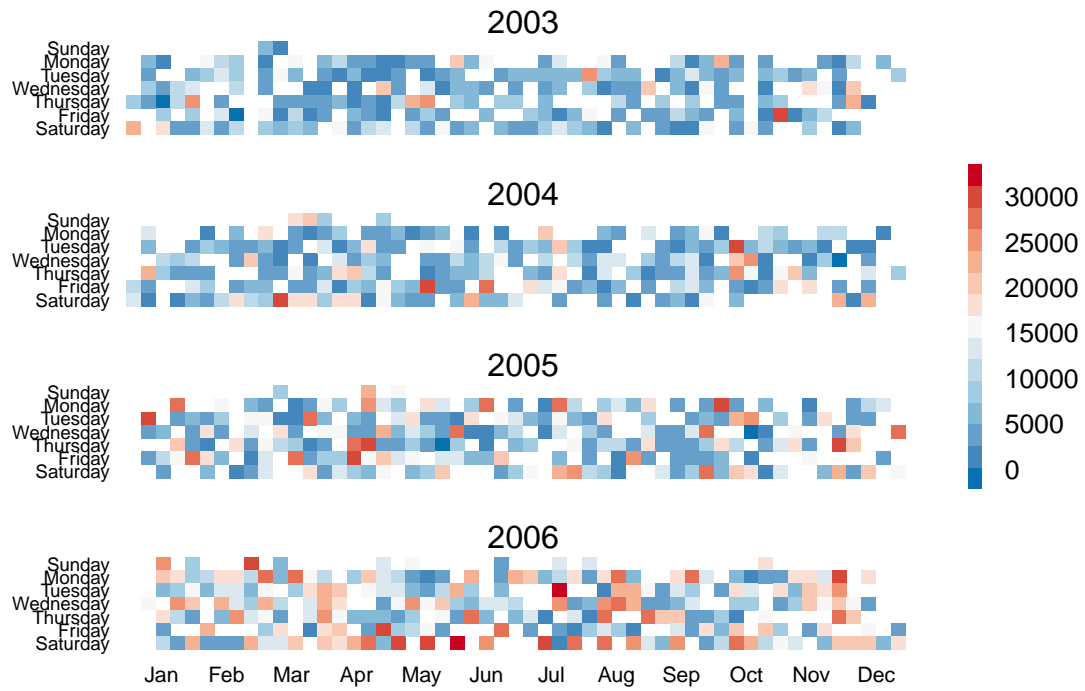 2003
Sunday
Monday
Tuesday
Wednesday
Thursday
Friday
Saturday
2004
Sunday
Monday
Tuesday
Wednesday
Thursday
Friday
Saturday
2005
Sunday
Monday
Tuesday
Wednesday
Thursday
Friday
Saturday
2006
Sunday
Monday
Tuesday
Wednesday
Thursday
Friday
Saturday
Jan Feb Mar Apr May Jun Jul Aug Sep Oct Nov Dec
30000
25000
20000
15000
10000
5000
0